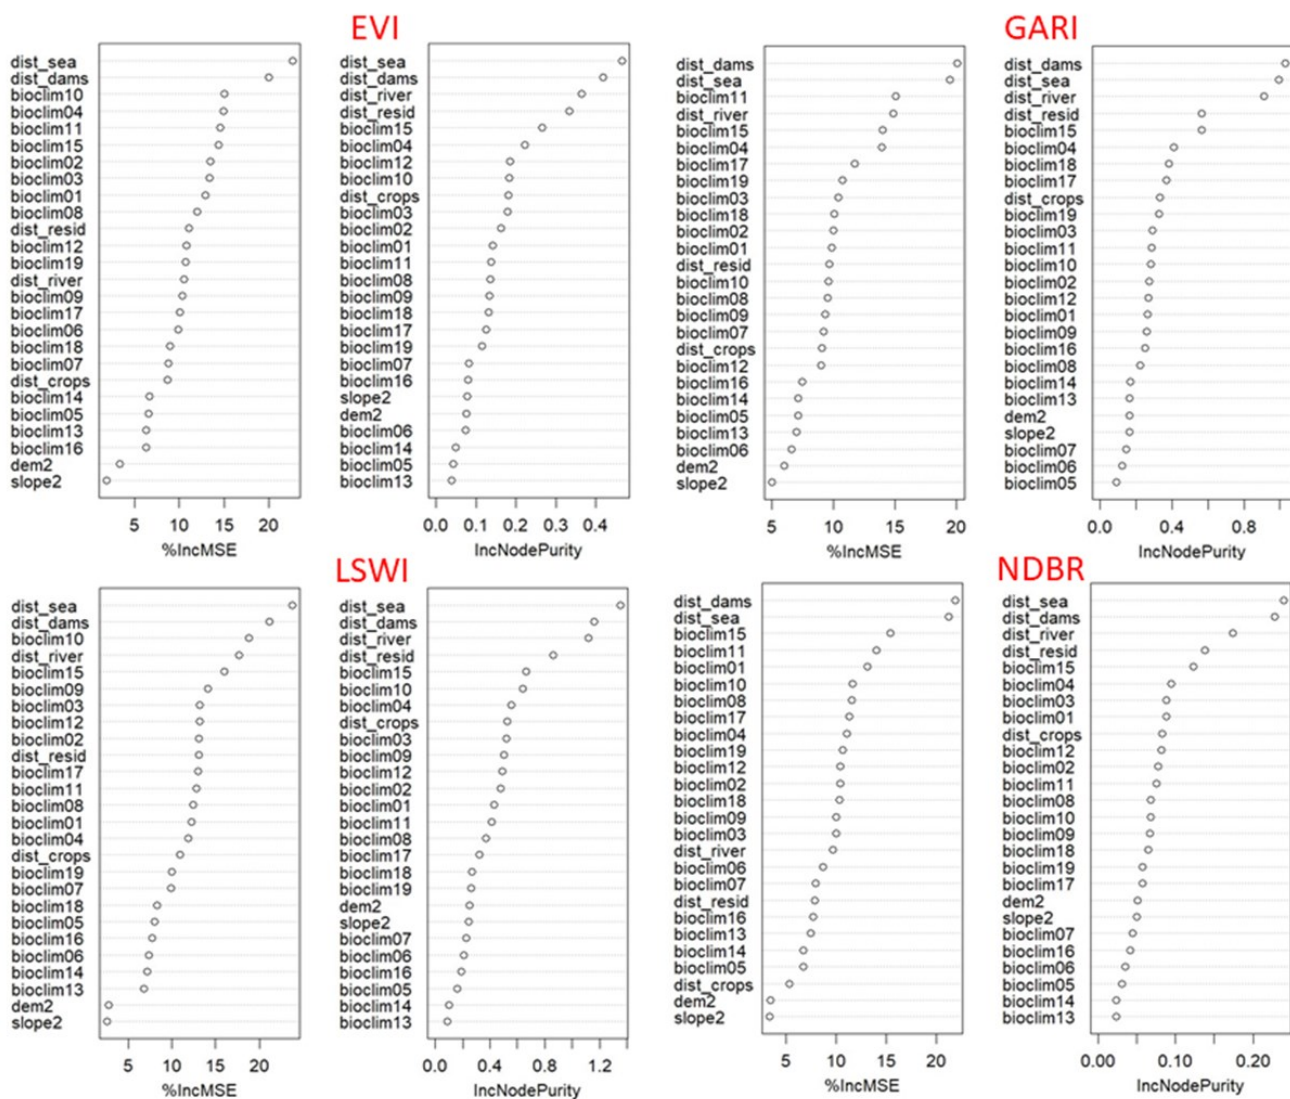 EVI
dist_sea
dist_dams
bioclim10
bioclim04
bioclim11
bioclim15
bioclim02
bioclim03
bioclim01
bioclim08
dist_resid
bioclim12
bioclim19
dist_river
bioclim09
bioclim17
bioclim06
bioclim18
bioclim07
dist_crops
bioclim14
bioclim05
bioclim13
bioclim16
dem2
slope2
5 10 15 20
%IncMSE
dist_sea
dist_dams
dist_river
dist_resid
bioclim15
bioclim04
bioclim12
bioclim10
dist_crops
bioclim03
bioclim02
bioclim01
bioclim11
bioclim08
bioclim09
bioclim18
bioclim17
bioclim19
bioclim07
bioclim16
slope2
dem2
bioclim06
bioclim14
bioclim05
bioclim13
0.0 0.1 0.2 0.3 0.4
IncNodePurity
GARI
dist_dams
dist_sea
bioclim11
dist_river
bioclim15
bioclim04
bioclim17
bioclim19
bioclim03
bioclim18
bioclim02
bioclim01
dist_resid
bioclim10
bioclim08
bioclim09
bioclim07
dist_crops
bioclim12
bioclim16
bioclim14
bioclim05
bioclim13
bioclim06
dem2
slope2
5 10 15 20
%IncMSE
dist_dams
dist_sea
dist_river
dist_resid
bioclim15
bioclim04
bioclim18
bioclim17
dist_crops
bioclim19
bioclim03
bioclim11
bioclim10
bioclim02
bioclim12
bioclim01
bioclim09
bioclim16
bioclim08
bioclim14
bioclim13
dem2
slope2
bioclim07
bioclim06
bioclim05
0.0 0.4 0.8
IncNodePurity
LSWI
dist_sea
dist_dams
bioclim10
dist_river
bioclim15
bioclim09
bioclim03
bioclim12
bioclim02
dist_resid
bioclim17
bioclim11
bioclim08
bioclim01
bioclim04
dist_crops
bioclim19
bioclim07
bioclim18
bioclim05
bioclim16
bioclim06
bioclim14
bioclim13
dem2
slope2
5 10 15 20
%IncMSE
dist_sea
dist_dams
dist_river
dist_resid
bioclim15
bioclim10
bioclim04
dist_crops
bioclim03
bioclim09
bioclim12
bioclim02
bioclim01
bioclim11
bioclim08
bioclim17
bioclim18
bioclim19
dem2
slope2
bioclim07
bioclim06
bioclim16
bioclim05
bioclim14
bioclim13
0.0 0.4 0.8 1.2
IncNodePurity
NDBR
dist_dams
dist_sea
bioclim15
bioclim11
bioclim01
bioclim10
bioclim08
bioclim17
bioclim04
bioclim19
bioclim12
bioclim02
bioclim18
bioclim09
bioclim03
dist_river
bioclim06
bioclim07
dist_resid
bioclim16
bioclim13
bioclim14
bioclim05
dist_crops
dem2
slope2
5 10 15 20
%IncMSE
dist_sea
dist_dams
dist_river
dist_resid
bioclim15
bioclim04
bioclim03
bioclim01
dist_crops
bioclim12
bioclim02
bioclim11
bioclim08
bioclim10
bioclim09
bioclim18
bioclim19
bioclim17
dem2
slope2
bioclim07
bioclim16
bioclim06
bioclim05
bioclim14
bioclim13
0.00 0.10 0.20
IncNodePurity